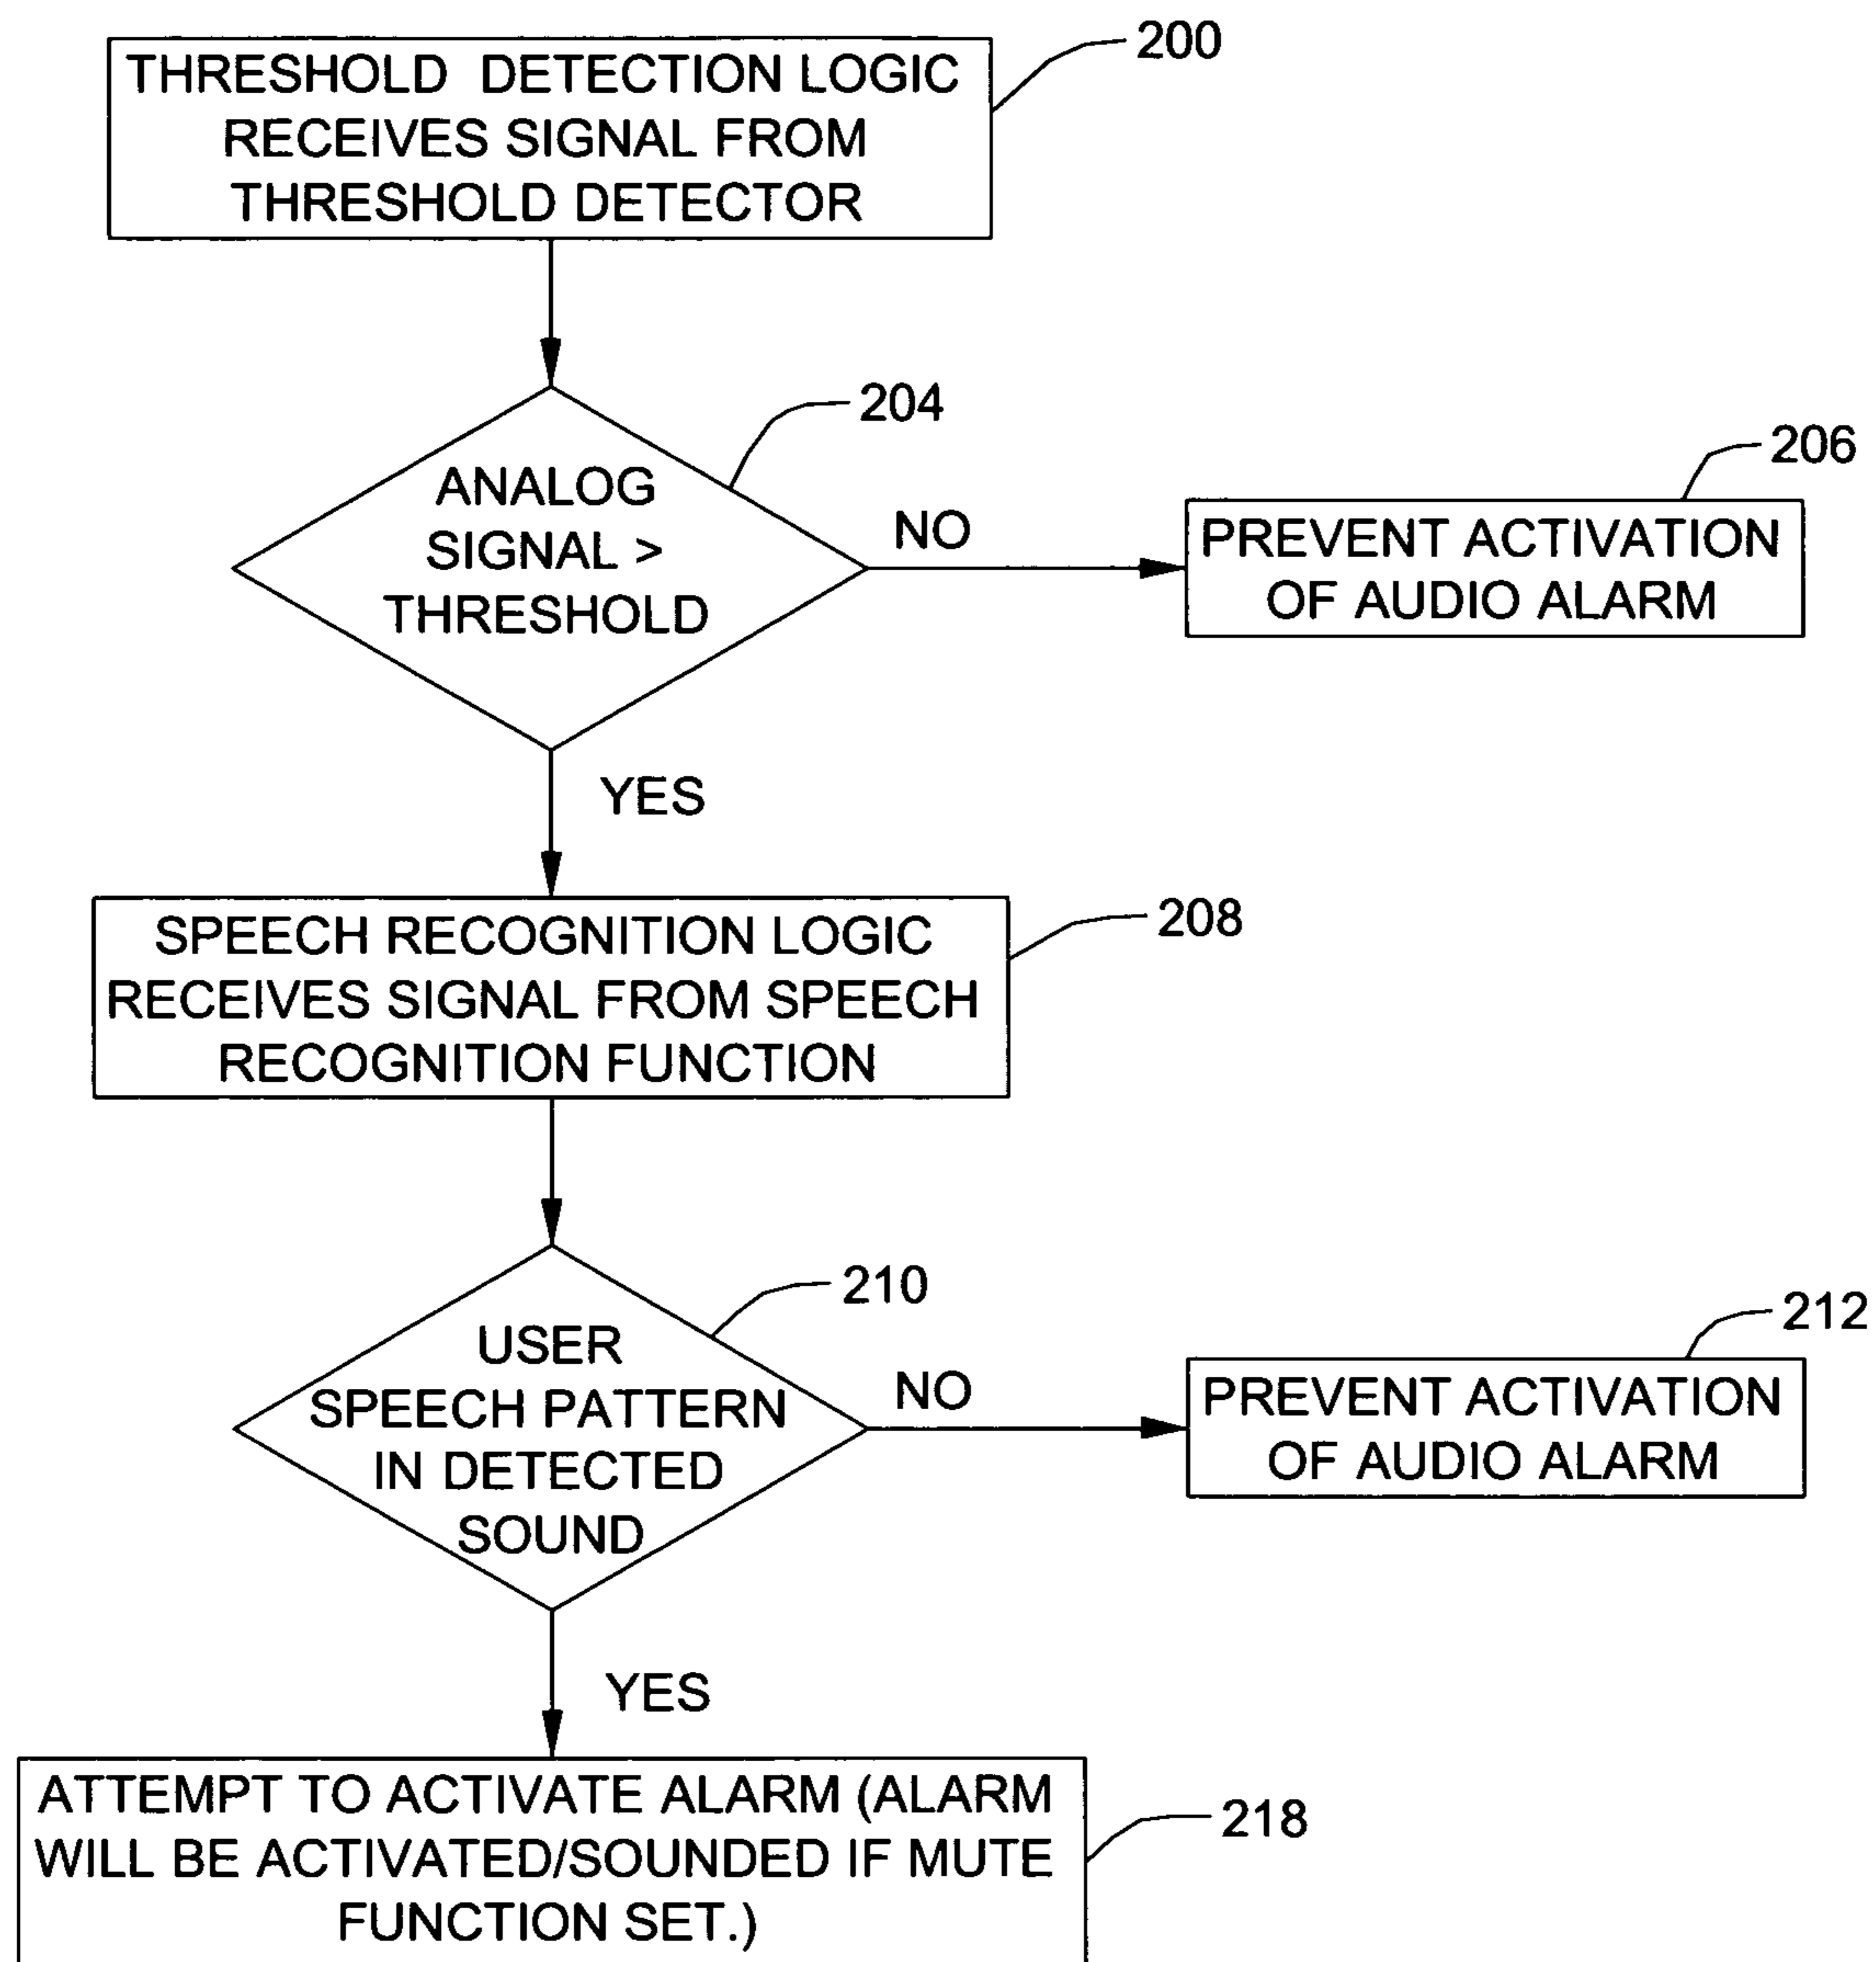 THRESHOLD DETECTION LOGIC
RECEIVES SIGNAL FROM
THRESHOLD DETECTOR
200
ANALOG
SIGNAL >
THRESHOLD
204
NO
PREVENT ACTIVATION
OF AUDIO ALARM
206
YES
SPEECH RECOGNITION LOGIC
RECEIVES SIGNAL FROM SPEECH
RECOGNITION FUNCTION
208
USER
SPEECH PATTERN
IN DETECTED
SOUND
210
NO
PREVENT ACTIVATION
OF AUDIO ALARM
212
YES
ATTEMPT TO ACTIVATE ALARM (ALARM
WILL BE ACTIVATED/SOUNDED IF MUTE
FUNCTION SET.)
218